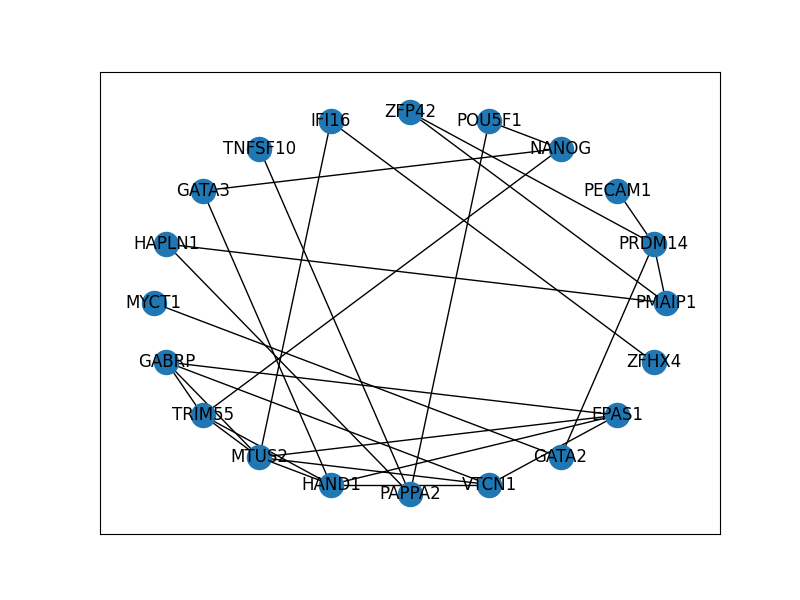 ZFP42
IFI16
POU5F1
TNFSF10
NANOG
GATA3
PECAM1
HAPLN1
PRDM14
MYCT1
PMAIP1
GABRP
ZFHX4
TRIM55
EPAS1
MTUS2
GATA2
HAND1
VTCN1
PAPPA2